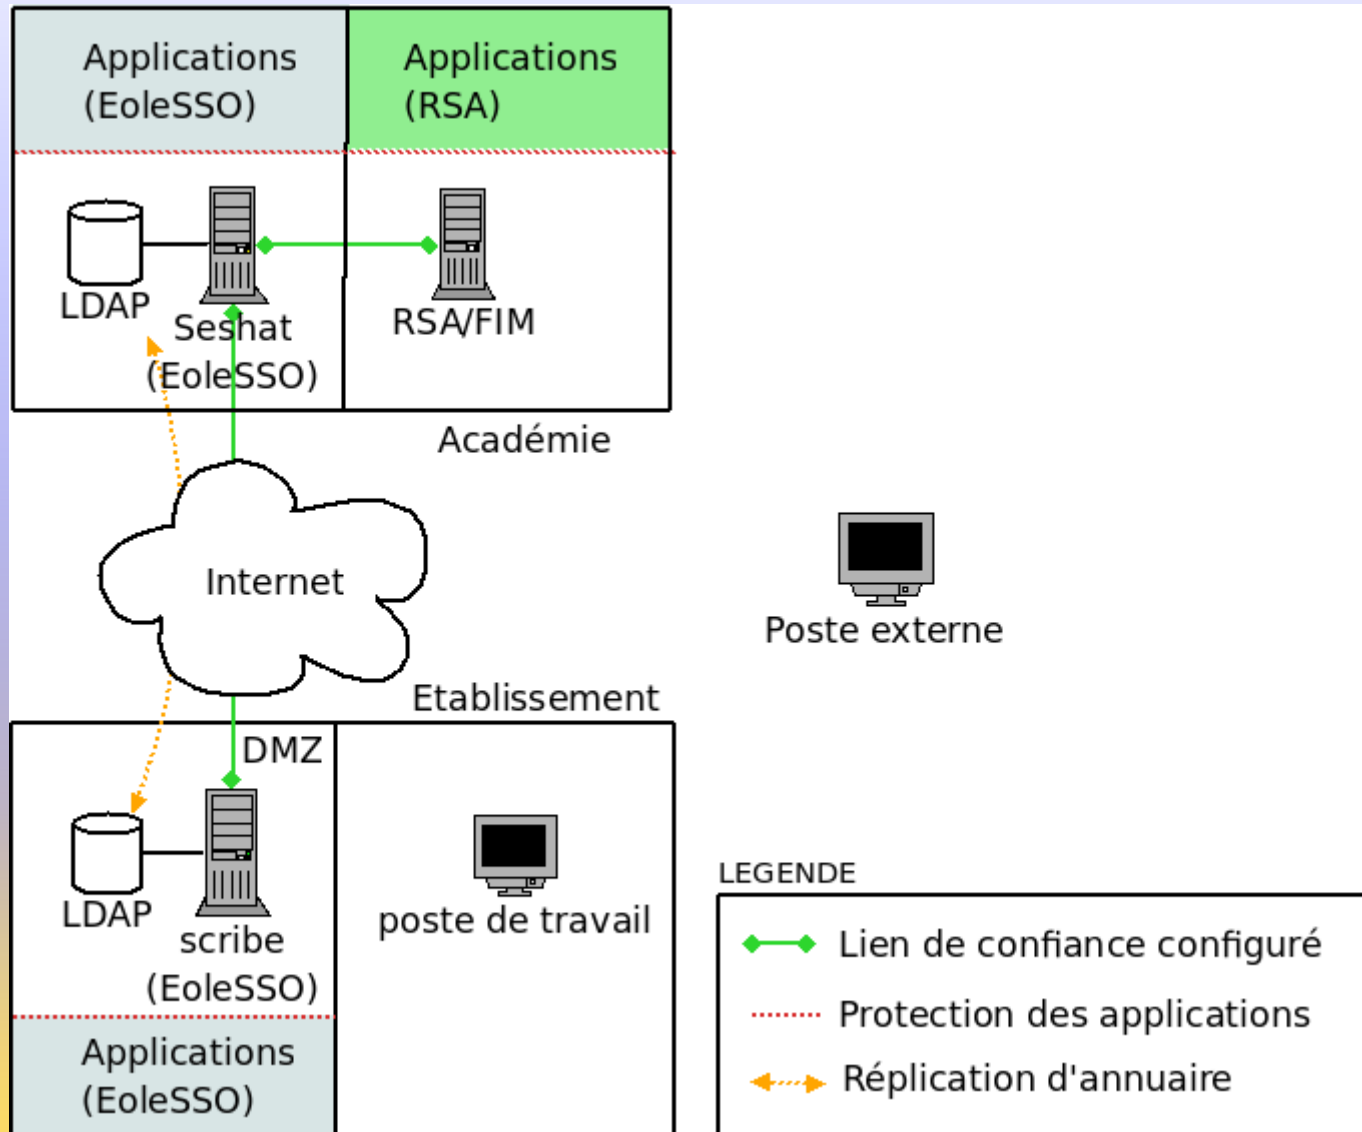 Applications
(EoleSSO)
Applications
(RSA)
LDAP
Seshat
(EoleSSO)
RSA/FIM
Académie
Internet
Poste externe
Etablissement
DMZ
LDAP
scribe
(EoleSSO)
poste de travail
Applications
(EoleSSO)
LEGENDE
Lien de confiance configuré
Protection des applications
Réplication d'annuaire